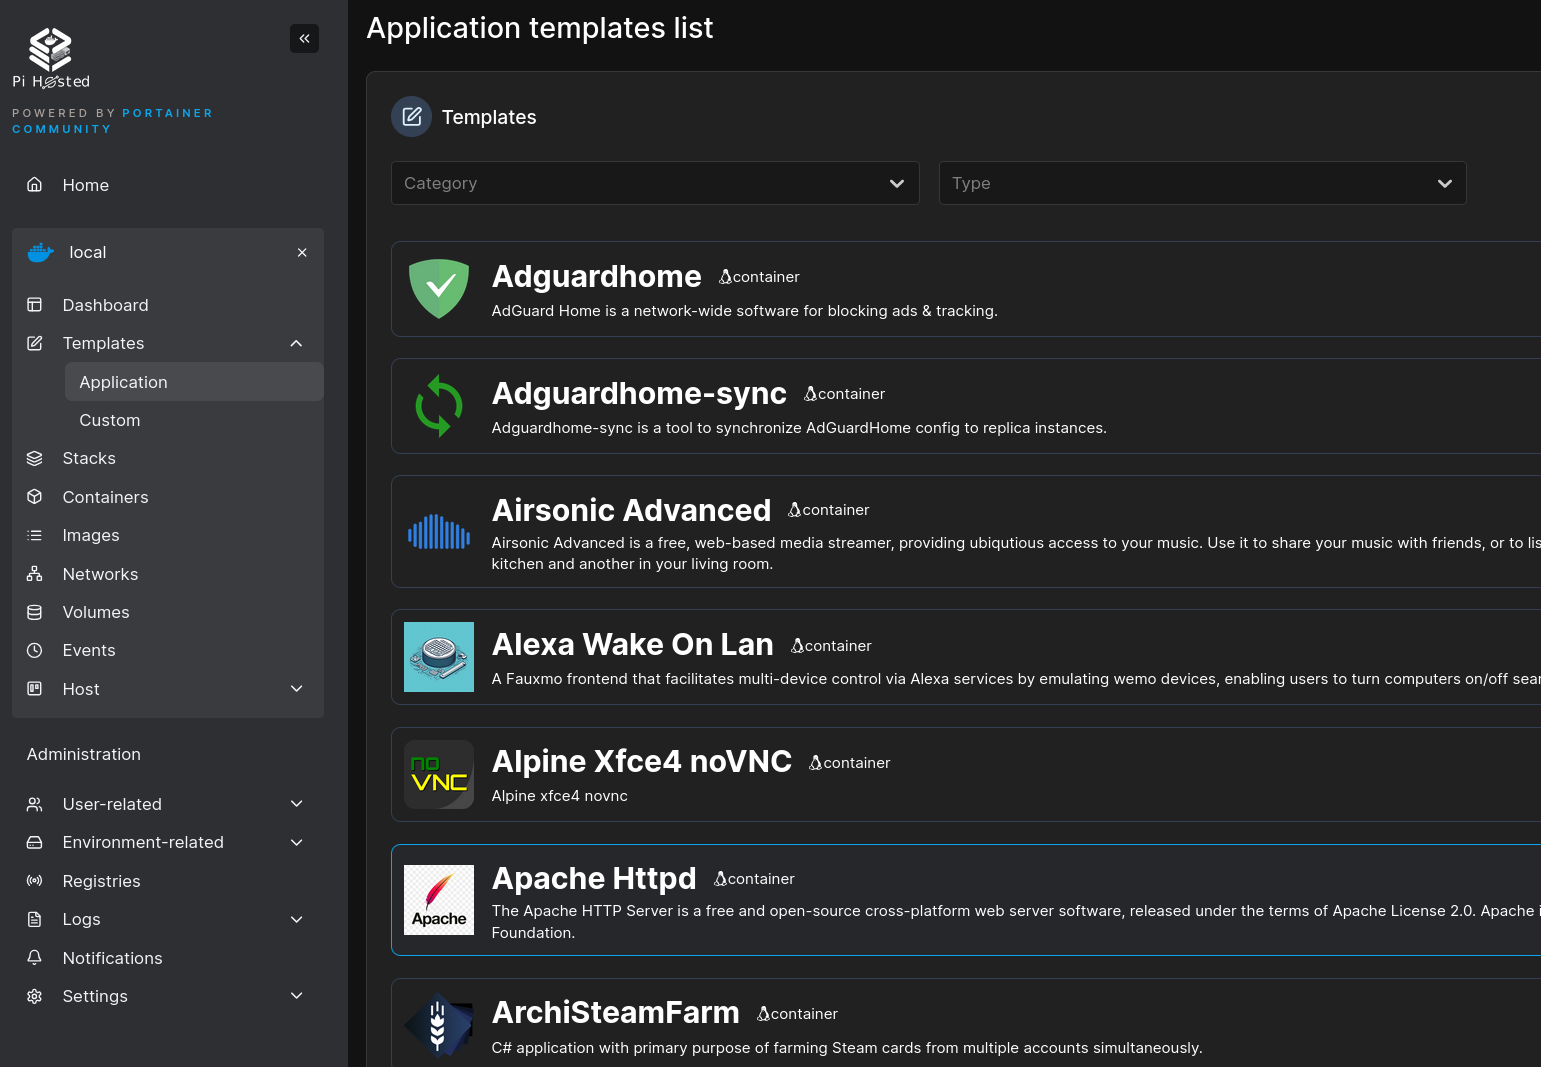 Pi Hosted
POWERED BY PORTAINER
COMMUNITY
Home
local
Dashboard
Templates
Application
Custom
Stacks
Containers
Images
Networks
Volumes
Events
Host
Administration
User-related
Environment-related
Registries
Logs
Notifications
Settings
Application templates list
Templates
Category
Type
Adguardhome container
AdGuard Home is a network-wide software for blocking ads & tracking.
Adguardhome-sync container
Adguardhome-sync is a tool to synchronize AdGuardHome config to replica instances.
Airsonic Advanced container
Airsonic Advanced is a free, web-based media streamer, providing ubiqutious access to your music. Use it to share your music with friends, or to
kitchen and another in your living room.
Alexa Wake On Lan container
A Fauxmo frontend that facilitates multi-device control via Alexa services by emulating wemo devices, enabling users to turn computers on/off
no
VNC
Alpine Xfce4 noVNC container
Alpine xfce4 novnc
Apache
Apache Httpd container
The Apache HTTP Server is a free and open-source cross-platform web server software, released under the terms of Apache License 2.0. Apache
Foundation.
ArchiSteamFarm container
C# application with primary purpose of farming Steam cards from multiple accounts simultaneously.